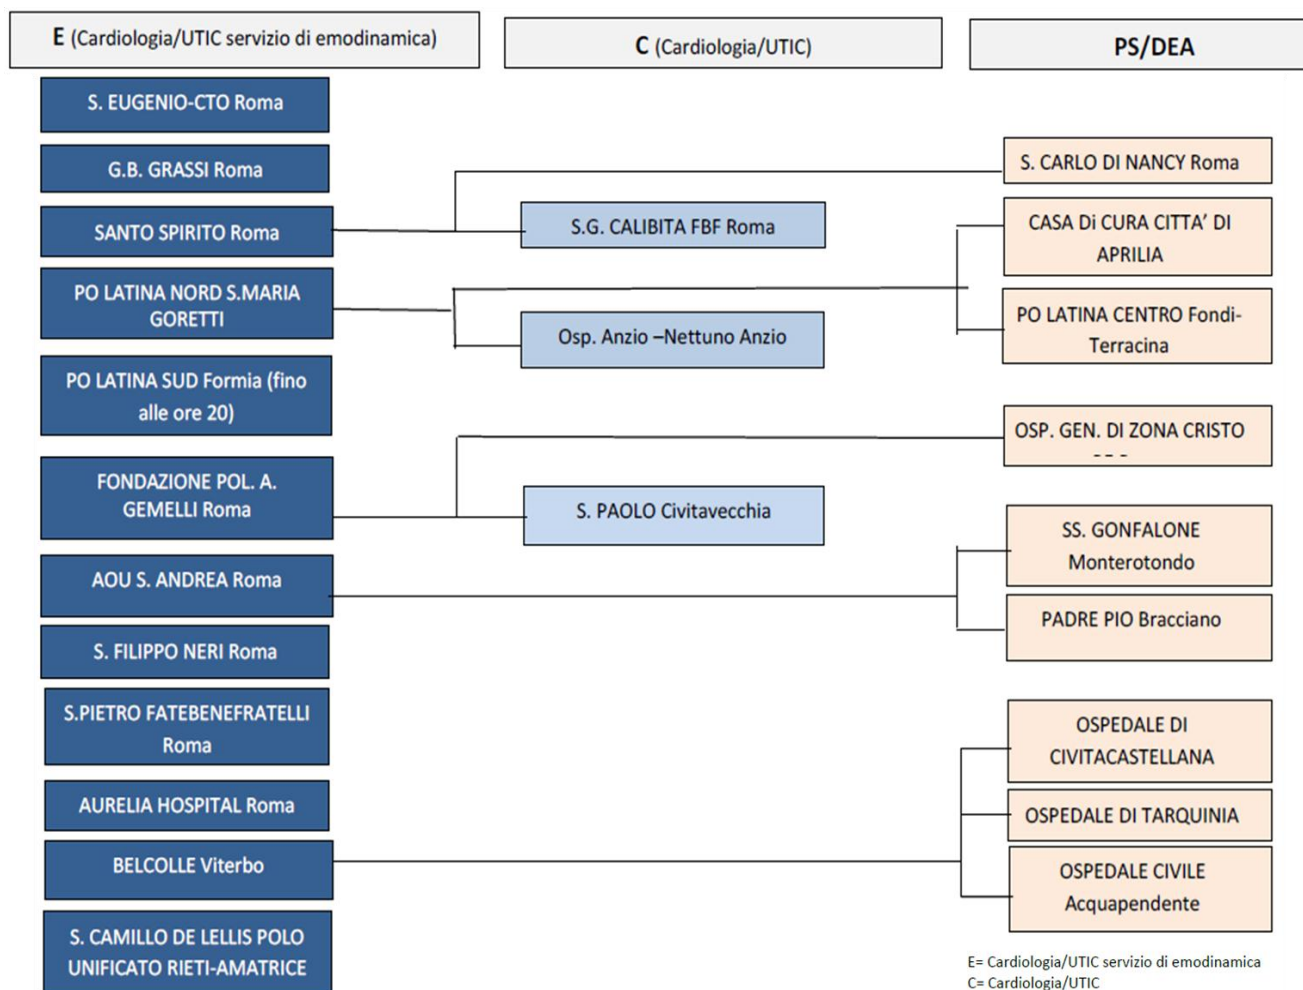 E (Cardiologia/UTIC servizio di emodinamica)
C (Cardiologia/UTIC)
PS/DEA
S. EUGENIO-CTO Roma
G.B. GRASSI Roma
SANTO SPIRITO Roma
PO LATINA NORD S.MARIA
GORETTI
PO LATINA SUD Formia (fino
alle ore 20)
FONDAZIONE POL. A.
GEMELLI Roma
AOU S. ANDREA Roma
S. FILIPPO NERI Roma
S.PIETRO FATEBENEFRATELLI
Roma
AURELIA HOSPITAL Roma
BELCOLLE Viterbo
S. CAMILLO DE LELLIS POLO
UNIFICATO RIETI-AMATRICE
S.G. CALIBITA FBF Roma
Osp. Anzio –Nettuno Anzio
S. PAOLO Civitavecchia
S. CARLO DI NANCY Roma
CASA Di CURA CITTA’ DI
APRILIA
PO LATINA CENTRO Fondi-
Terracina
OSP. GEN. DI ZONA CRISTO
SS. GONFALONE
Monterotondo
PADRE PIO Bracciano
OSPEDALE DI
CIVITACASTELLANA
OSPEDALE DI TARQUINIA
OSPEDALE CIVILE
Acquapendente
E= Cardiologia/UTIC servizio di emodinamica
C= Cardiologia/UTIC